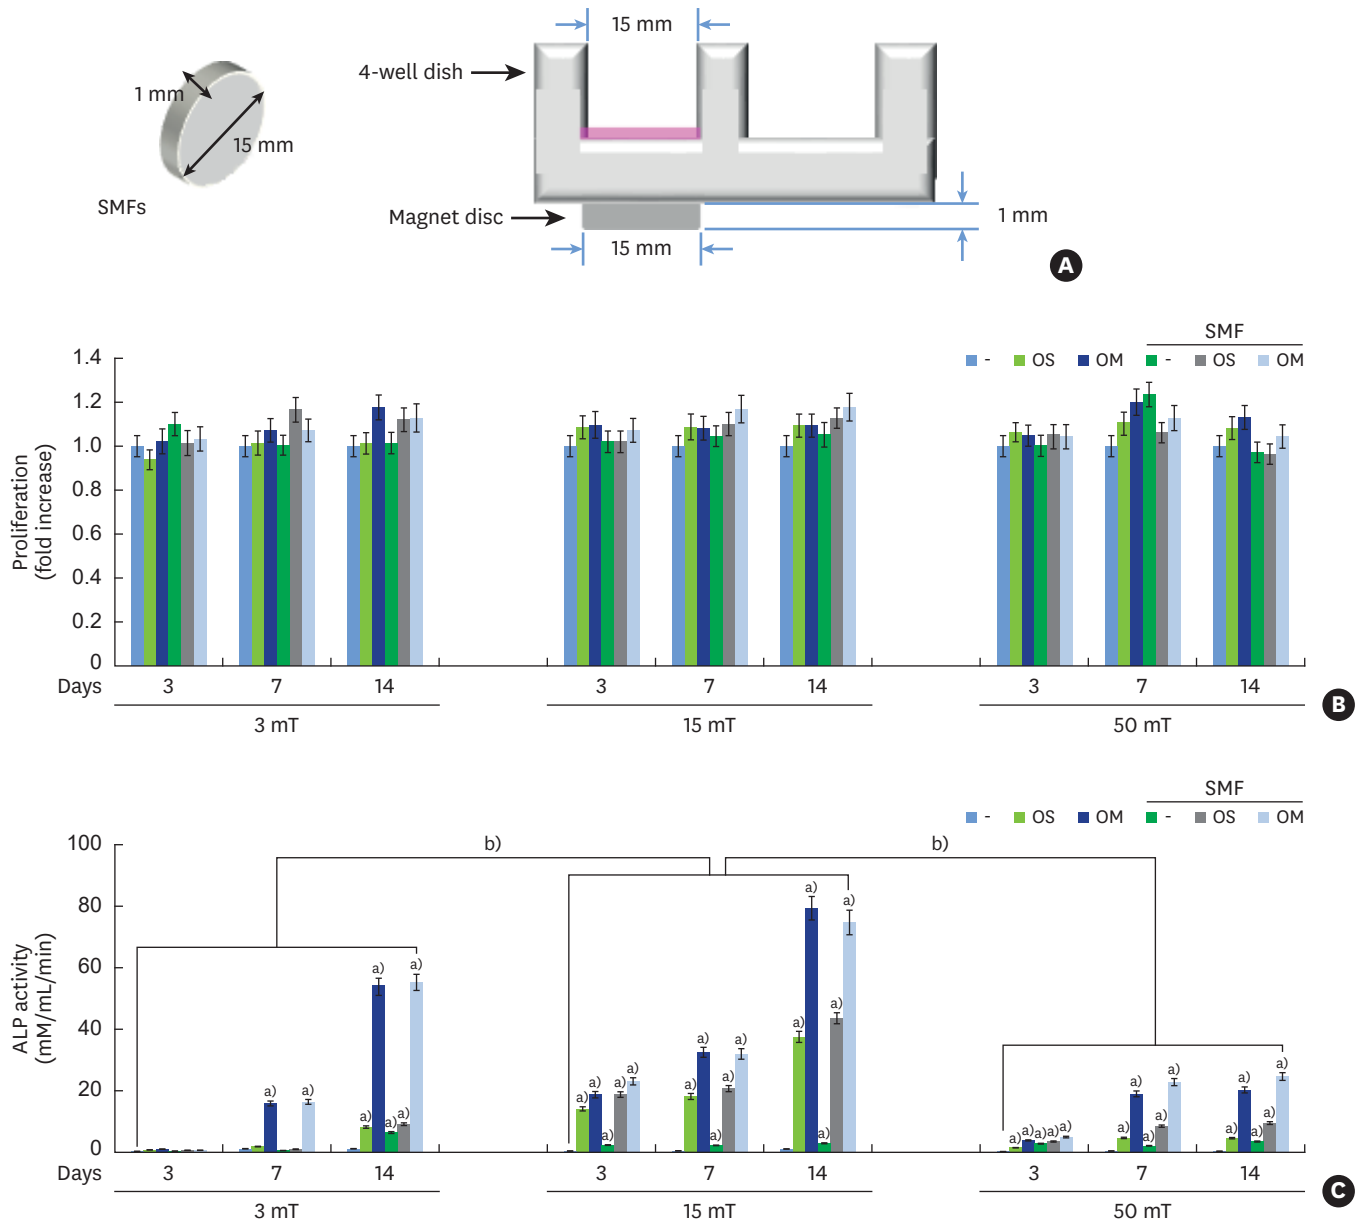 15 mm
4-well dish
1 mm
15 mm
SMFs
Magnet disc
1 mm
15 mm
A
SMF
- OS OM - OS OM
Proliferation
(fold increase)
1.4
1.2
1.0
0.8
0.6
0.4
0.2
0
Days 3 7 14 3 7 14 3 7 14
3 mT 15 mT 50 mT
B
SMF
- OS OM - OS OM
ALP activity
(mM/mL/min)
100
80
60
40
20
0
b) b)
a) a) a) a) a) a) a)
a) a) a) a) a) a) a) a) a) a) a) a) a) a) a)
a) a) a) a) a) a) a) a) a) a) a) a) a) a) a)
Days 3 7 14 3 7 14 3 7 14
3 mT 15 mT 50 mT
C